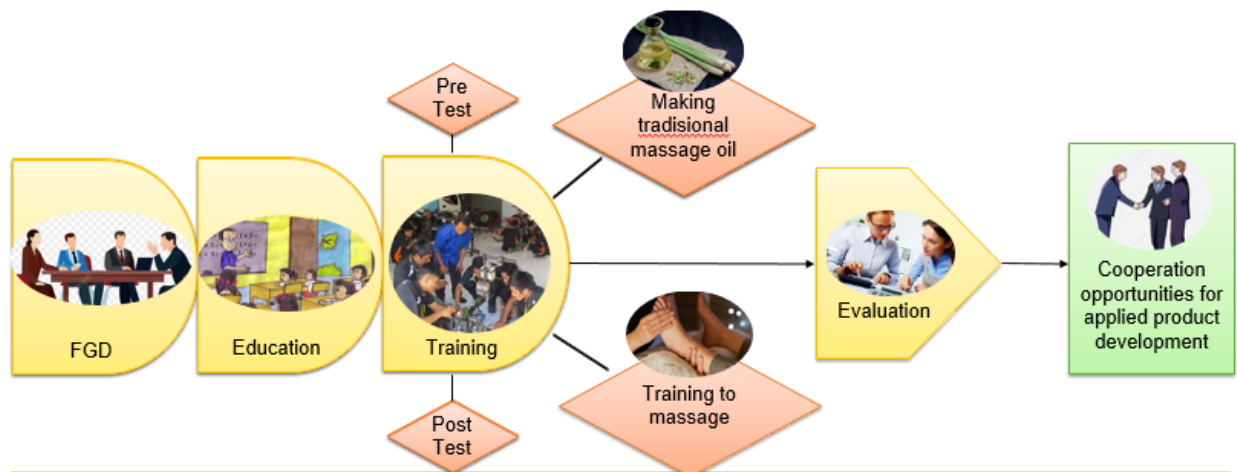 Pre
Test
Making
tradisional
massage oil
FGD
Education
Training
Evaluation
Cooperation
opportunities for
applied product
development
Training to
massage
Post
Test